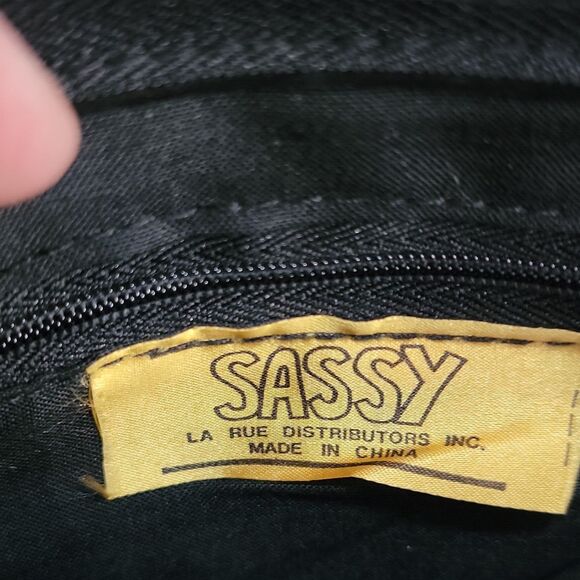 SASSY
LA RUE DISTRIBUTORS INC.
MADE IN CHINA